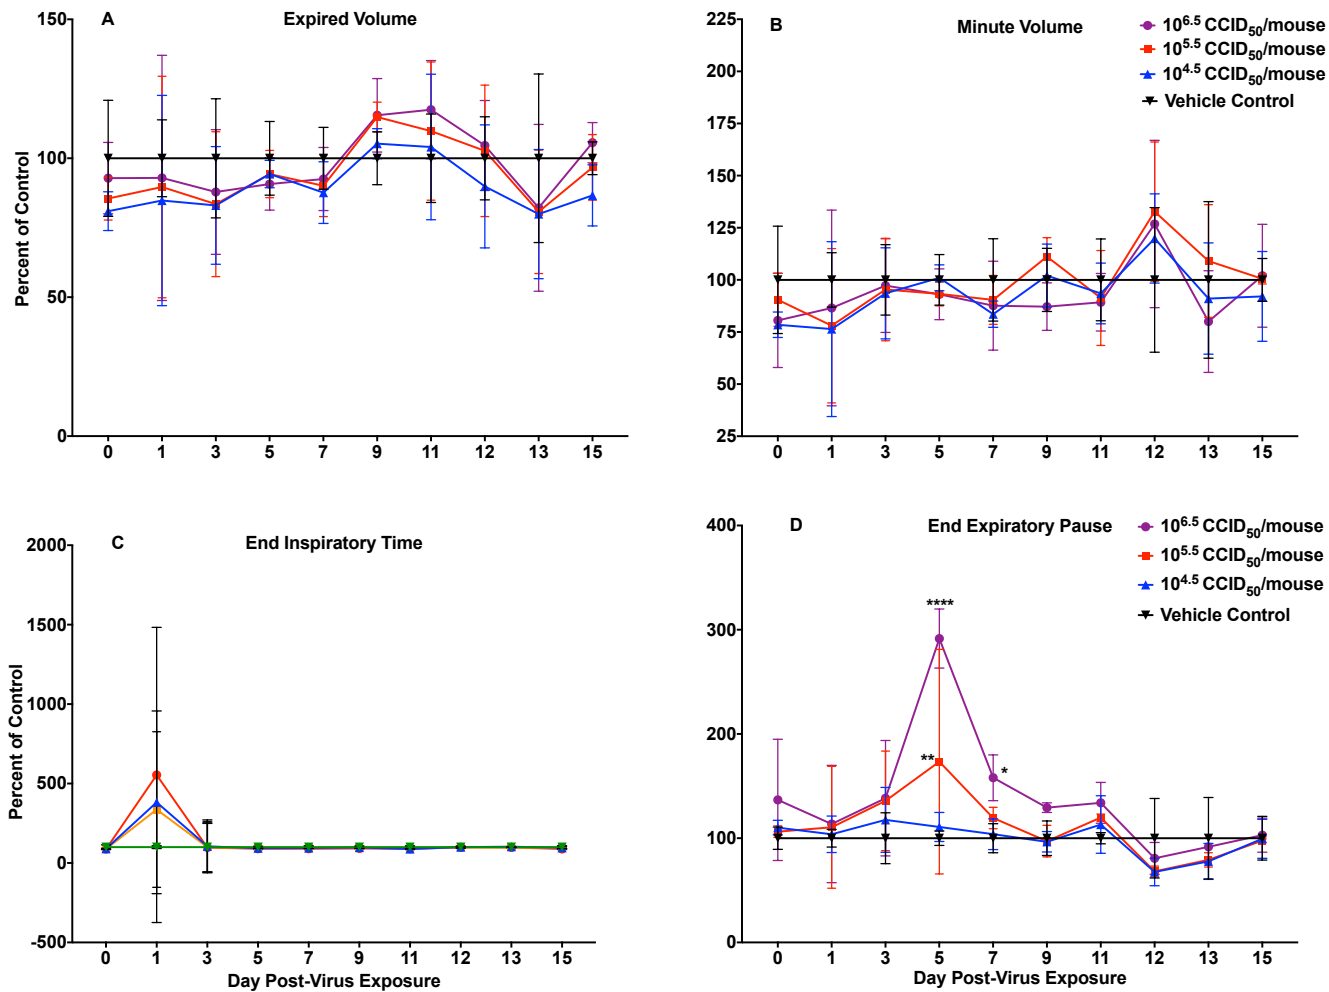 A
Expired Volume
150
100
50
0
Percent of Control
0 1 3 5 7 9 11 12 13 15
B
Minute Volume
225
200
175
150
125
100
75
50
25
0 1 3 5 7 9 11 12 13 15
10^6.5 CCID50/mouse
10^5.5 CCID50/mouse
10^4.5 CCID50/mouse
Vehicle Control
C
End Inspiratory Time
2000
1500
1000
500
0
-500
Percent of Control
0 1 3 5 7 9 11 12 13 15
Day Post-Virus Exposure
D
End Expiratory Pause
400
300
200
100
0
****
**
*
0 1 3 5 7 9 11 12 13 15
Day Post-Virus Exposure
10^6.5 CCID50/mouse
10^5.5 CCID50/mouse
10^4.5 CCID50/mouse
Vehicle Control